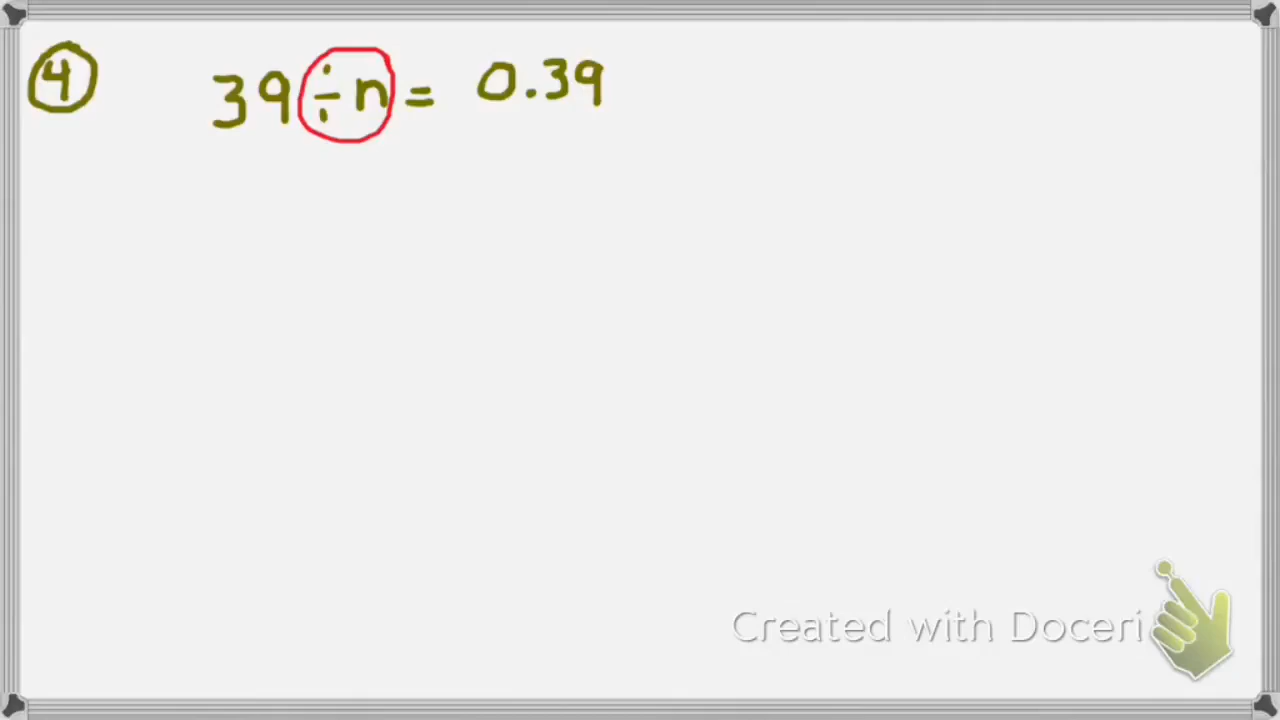 ④ 39 ÷ n = 0.39
Created with Doceri